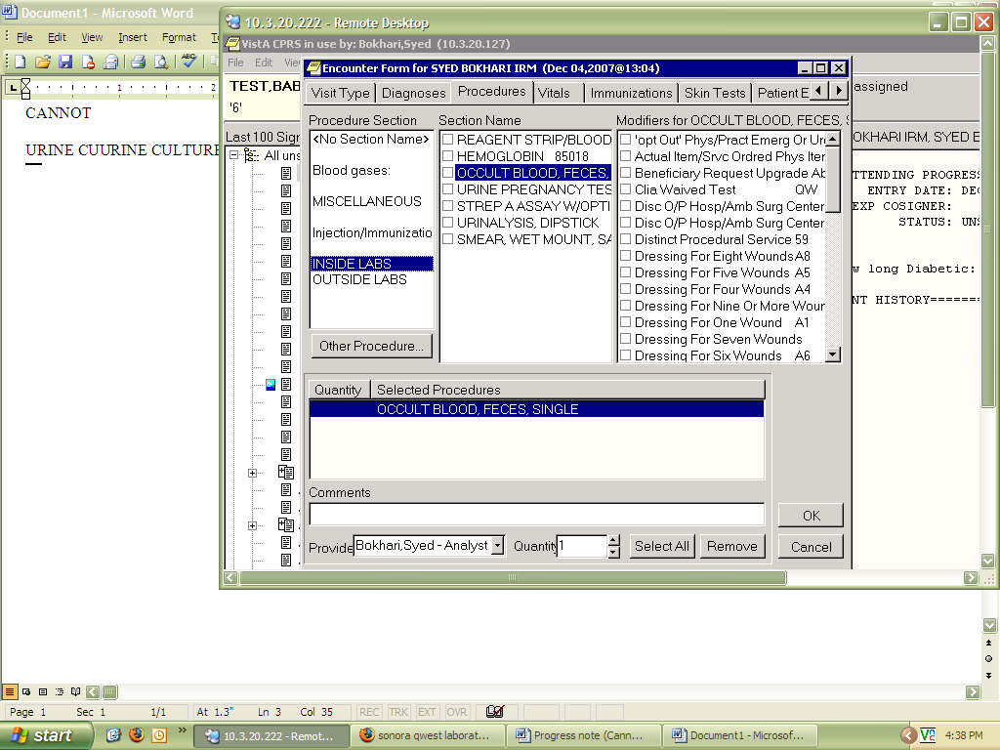 Document1 - Microsoft Word
File Edit View Insert Format
CANNOT
URINE CUURINE CULTURE
10.3.20.222 - Remote Desktop
VistA CPRS in use by: Bokhari,Syed (10.3.20.127)
File Edit
TEST,BAB
'6'
assigned
Last 100 Sign
All uns
Encounter Form for SYED BOKHARI IRM (Dec 04,2007@13:04)
Visit Type Diagnoses Procedures Vitals Immunizations Skin Tests Patient E
Procedure Section
<No Section Name>
Blood gases:
MISCELLANEOUS
Injection/Immunizatio
INSIDE LABS
OUTSIDE LABS
Other Procedure...
Section Name
REAGENT STRIP/BLOOD
HEMOGLOBIN 85018
OCCULT BLOOD, FECES,
URINE PREGNANCY TES
STREP A ASSAY W/OPTI
URINALYSIS, DIPSTICK
SMEAR, WET MOUNT, SA
Modifiers for OCCULT BLOOD, FECES, S
'opt Out' Phys/Pract Emerg Or Ur
Actual Item/Srvc Ordred Phys Iter
Beneficiary Request Upgrade Ab
Clia Waived Test QW
Disc O/P Hosp/Amb Surg Center
Disc O/P Hosp/Amb Surg Center
Distinct Procedural Service 59
Dressing For Eight Wounds A8
Dressing For Five Wounds A5
Dressing For Four Wounds A4
Dressing For Nine Or More Wour
Dressing For One Wound A1
Dressing For Seven Wounds
Dressing For Six Wounds A6
OKHARI IRM, SYED E
TTENDING PROGRESS
ENTRY DATE: DEC
EXP COSIGNER:
STATUS: UNS
w long Diabetic:
NT HISTORY=======
Quantity Selected Procedures
OCCULT BLOOD, FECES, SINGLE
Comments
OK
Provide Bokhari,Syed - Analyst Quantity 1 Select All Remove Cancel
Page 1 Sec 1 1/1 At 1.3" Ln 3 Col 35 REC TRK EXT OVR
start 10.3.20.222 - Remot... sonora qwest laborat... Progress note (Cann... Document1 - Microsof... 4:38 PM